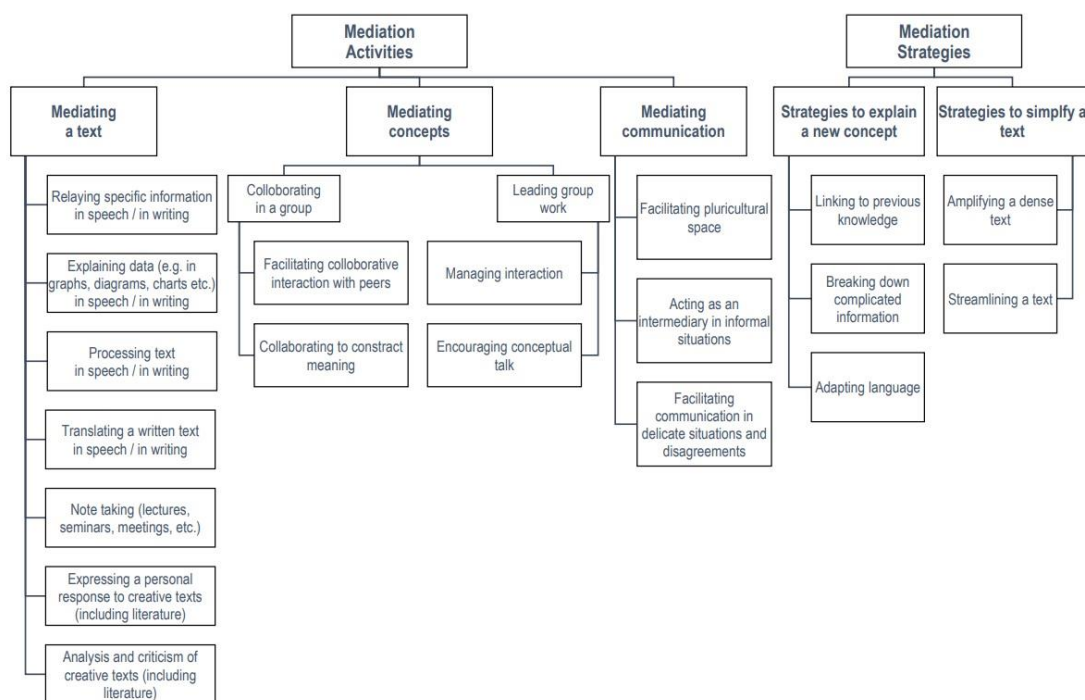 Mediation
Activities
Mediation
Strategies
Mediating
a text
Mediating
concepts
Mediating
communication
Strategies to explain
a new concept
Strategies to simplfy a
text
Relaying specific information
in speech / in writing
Explaining data (e.g. in
graphs, diagrams, charts etc.)
in speech / in writing
Processing text
in speech / in writing
Translating a written text
in speech / in writing
Note taking (lectures,
seminars, meetings, etc.)
Expressing a personal
response to creative texts
(including literature)
Analysis and criticism of
creative texts (including
literature)
Colloborating
in a group
Facilitating colloborative
interaction with peers
Collaborating to constract
meaning
Leading group
work
Managing interaction
Encouraging conceptual
talk
Facilitating pluricultural
space
Acting as an
intermediary in informal
situations
Facilitating
communication in
delicate situations and
disagreements
Linking to previous
knowledge
Breaking down
complicated
information
Adapting language
Amplifying a dense
text
Streamlining a text